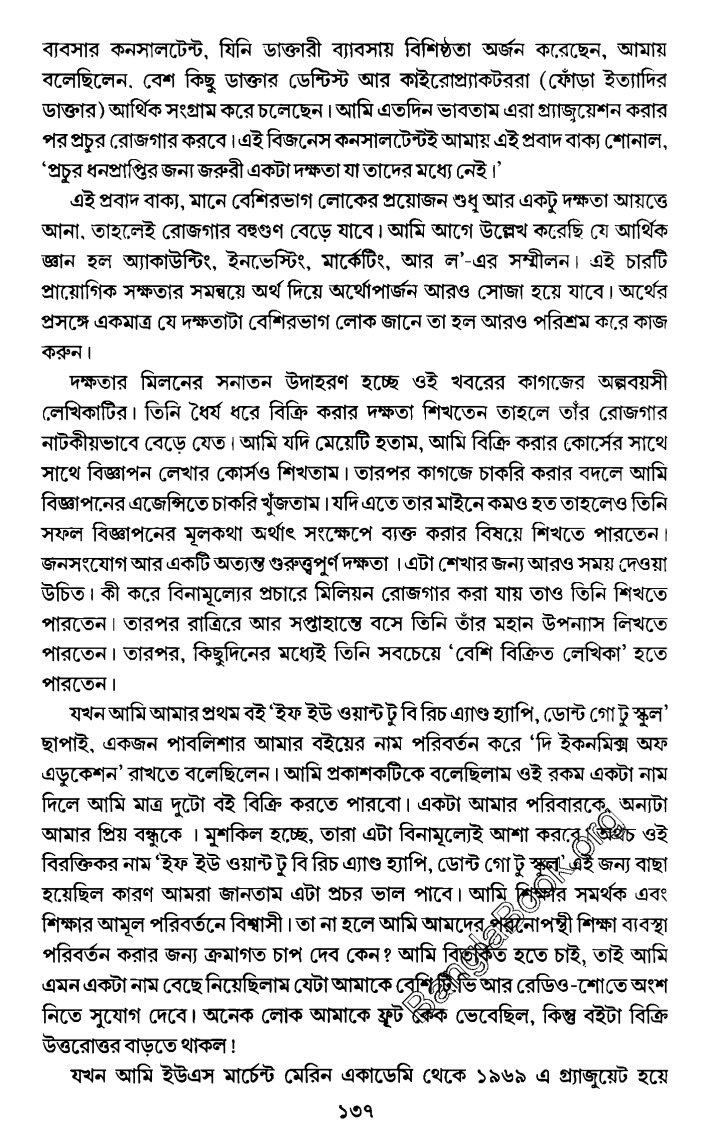 ব্যবসার কনসালটেন্ট, যিনি ডাক্তারী ব্যাবসায় বিশিষ্ঠতা অর্জন করেছেন, আমায়
বলেছিলেন, বেশ কিছু ডাক্তার ডেন্টিস্ট আর কাইরোপ্র্যাকটররা (ফোঁড়া ইত্যাদির
ডাক্তার) আর্থিক সংগ্রাম করে চলেছেন। আমি এতদিন ভাবতাম এরা গ্র্যাজুয়েশন করার
পর প্রচুর রোজগার করবে। এই বিজনেস কনসালটেন্টই আমায় এই প্রবাদ বাক্য শোনাল,
'প্রচুর ধনপ্রাপ্তির জন্য জরুরী একটা দক্ষতা যা তাদের মধ্যে নেই।'
এই প্রবাদ বাক্য, মানে বেশিরভাগ লোকের প্রয়োজন শুধু আর একটু দক্ষতা আয়ত্তে
আনা, তাহলেই রোজগার বহুগুণ বেড়ে যাবে। আমি আগে উল্লেখ করেছি যে আর্থিক
জ্ঞান হল অ্যাকাউন্টিং, ইনভেস্টিং, মার্কেটিং, আর ল'-এর সম্মীলন। এই চারটি
প্রায়োগিক সক্ষতার সমন্বয়ে অর্থ দিয়ে অর্থোপার্জন আরও সোজা হয়ে যাবে। অর্থের
প্রসঙ্গে একমাত্র যে দক্ষতাটা বেশিরভাগ লোক জানে তা হল আরও পরিশ্রম করে কাজ
করুন।
দক্ষতার মিলনের সনাতন উদাহরণ হচ্ছে ওই খবরের কাগজের অল্পবয়সী
লেখিকাটির। তিনি ধৈর্য ধরে বিক্রি করার দক্ষতা শিখতেন তাহলে তাঁর রোজগার
নাটকীয়ভাবে বেড়ে যেত। আমি যদি মেয়েটি হতাম, আমি বিক্রি করার কোর্সের সাথে
সাথে বিজ্ঞাপন লেখার কোর্সও শিখতাম। তারপর কাগজে চাকরি করার বদলে আমি
বিজ্ঞাপনের এজেন্সিতে চাকরি খুঁজতাম। যদি এতে তার মাইনে কমও হত তাহলেও তিনি
সফল বিজ্ঞাপনের মূলকথা অর্থাৎ সংক্ষেপে ব্যক্ত করার বিষয়ে শিখতে পারতেন।
জনসংযোগ আর একটি অত্যন্ত গুরুত্ত্বপূর্ণ দক্ষতা । এটা শেখার জন্য আরও সময় দেওয়া
উচিত। কী করে বিনামূল্যের প্রচারে মিলিয়ন রোজগার করা যায় তাও তিনি শিখতে
পারতেন। তারপর রাত্রিরে আর সপ্তাহান্তে বসে তিনি তাঁর মহান উপন্যাস লিখতে
পারতেন। তারপর, কিছুদিনের মধ্যেই তিনি সবচেয়ে 'বেশি বিক্রিত লেখিকা' হতে
পারতেন।
যখন আমি আমার প্রথম বই 'ইফ ইউ ওয়ান্ট টু বি রিচ এ্যাণ্ড হ্যাপি, ডোন্ট গো টু স্কুল'
ছাপাই, একজন পাবলিশার আমার বইয়ের নাম পরিবর্তন করে 'দি ইকনমিক্স অফ
এডুকেশন' রাখতে বলেছিলেন। আমি প্রকাশকটিকে বলেছিলাম ওই রকম একটা নাম
দিলে আমি মাত্র দুটো বই বিক্রি করতে পারবো। একটা আমার পরিবারকে, অন্যটা
আমার প্রিয় বন্ধুকে । মুশকিল হচ্ছে, তারা এটা বিনামূল্যেই আশা করবে। অথচ ওই
বিরক্তিকর নাম 'ইফ ইউ ওয়ান্ট টু বি রিচ এ্যাণ্ড হ্যাপি, ডোন্ট গো টু স্কুল' এই জন্য বাছা
হয়েছিল কারণ আমরা জানতাম এটা প্রচর ভাল পাবে। আমি শিক্ষার সমর্থক এবং
শিক্ষার আমূল পরিবর্তনে বিশ্বাসী। তা না হলে আমি আমদের পুরনোপন্থী শিক্ষা ব্যবস্থা
পরিবর্তন করার জন্য ক্রমাগত চাপ দেব কেন? আমি বিতর্কিত হতে চাই, তাই আমি
এমন একটা নাম বেছে নিয়েছিলাম যেটা আমাকে বেশি টি ভি আর রেডিও-শোতে অংশ
নিতে সুযোগ দেবে। অনেক লোক আমাকে ফ্রুট কেক ভেবেছিল, কিন্তু বইটা বিক্রি
উত্তরোত্তর বাড়তে থাকল!
যখন আমি ইউএস মার্চেন্ট মেরিন একাডেমি থেকে ১৯৬৯ এ গ্র্যাজুয়েট হয়ে
১৩৭
BanglaBook.org